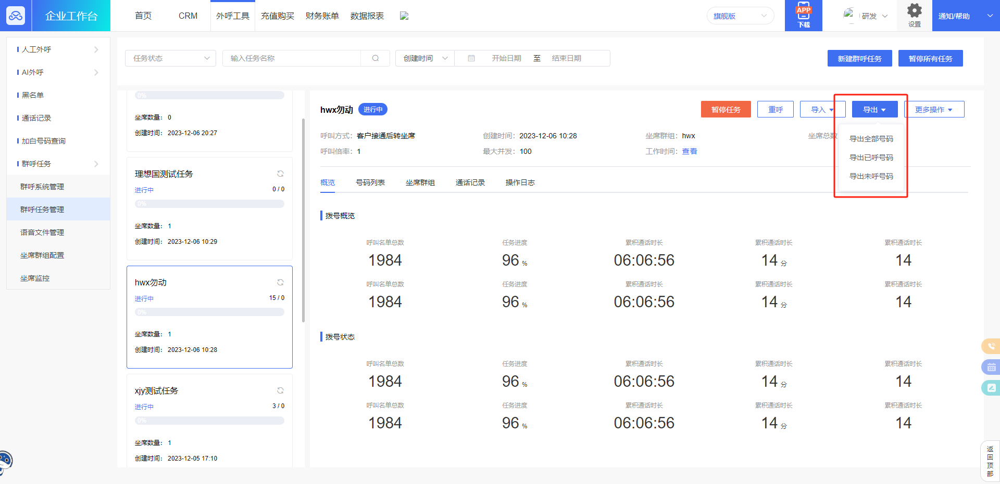 企业工作台
首页
CRM
外呼工具
充值购买
财务账单
数据报表
旗舰版
APP
下载
研发
设置
通知/帮助
人工外呼
AI外呼
黑名单
通话记录
加白号码查询
群呼任务
群呼系统管理
群呼任务管理
语音文件管理
坐席群组配置
坐席监控
任务状态
输入任务名称
创建时间
开始日期 至 结束日期
新建群呼任务
暂停所有任务
0%
坐席数量： 0
创建时间： 2023-12-06 20:27
理想国测试任务
进行中 0 / 0
0%
坐席数量： 1
创建时间： 2023-12-06 10:29
hwx勿动
进行中 15 / 0
0%
坐席数量： 1
创建时间： 2023-12-06 10:28
xjy测试任务
进行中 3 / 0
0%
坐席数量： 1
创建时间： 2023-12-05 17:10
hwx勿动 进行中
暂停任务
重呼
导入
导出
更多操作
导出全部号码
导出已呼号码
导出未呼号码
呼叫方式：客户接通后转坐席 创建时间：2023-12-06 10:28 坐席群组：hwx 坐席总数
呼叫倍率：1 最大并发：100 工作时间：查看
概览 号码列表 坐席群组 通话记录 操作日志
拨号概览
呼叫名单总数 任务进度 累积通话时长 累积通话时长 累积通话时长
1984 96 % 06:06:56 14 分 14
呼叫名单总数 任务进度 累积通话时长 累积通话时长 累积通话时长
1984 96 % 06:06:56 14 分 14
拨号状态
呼叫名单总数 任务进度 累积通话时长 累积通话时长 累积通话时长
1984 96 % 06:06:56 14 分 14
呼叫名单总数 任务进度 累积通话时长 累积通话时长 累积通话时长
1984 96 % 06:06:56 14 分 14
返
回
顶
部